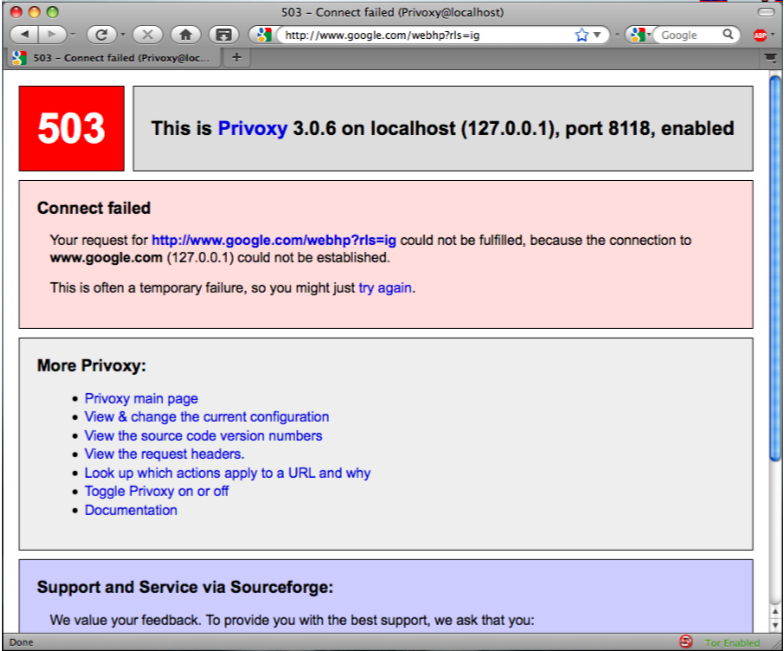 503 – Connect failed (Privoxy@localhost)
http://www.google.com/webhp?rls=ig
Google
ABP
503 – Connect failed (Privoxy@loc...
503
This is Privoxy 3.0.6 on localhost (127.0.0.1), port 8118, enabled
Connect failed
Your request for http://www.google.com/webhp?rls=ig could not be fulfilled, because the connection to
www.google.com (127.0.0.1) could not be established.
This is often a temporary failure, so you might just try again.
More Privoxy:
• Privoxy main page
• View & change the current configuration
• View the source code version numbers
• View the request headers.
• Look up which actions apply to a URL and why
• Toggle Privoxy on or off
• Documentation
Support and Service via Sourceforge:
We value your feedback. To provide you with the best support, we ask that you:
Done
Tor Enabled